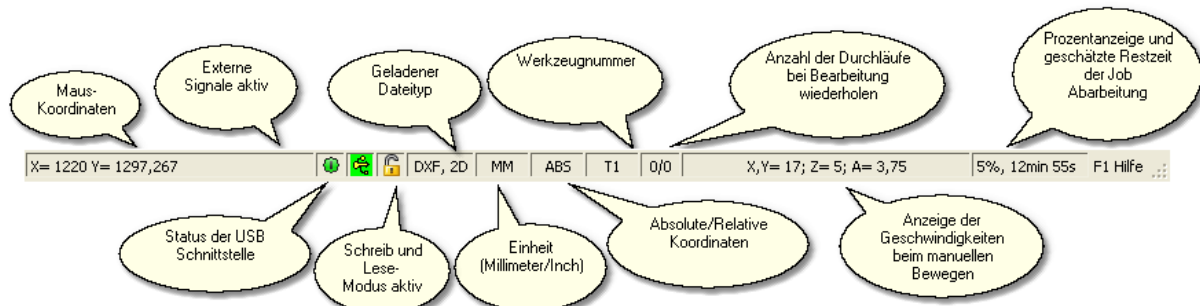 Maus-
Koordinaten
Externe
Signale aktiv
Geladener
Dateityp
Werkzeugnummer
Anzahl der Durchläufe
bei Bearbeitung
wiederholen
Prozentanzeige und
geschätzte Restzeit
der Job
Abarbeitung
X= 1220 Y= 1297,267
DXF, 2D
MM
ABS
T1
0/0
X,Y= 17; Z= 5; A= 3,75
5%, 12min 55s
F1 Hilfe
Status der USB
Schnittstelle
Schreib und
Lese-
Modus aktiv
Einheit
(Millimeter/Inch)
Absolute/Relative
Koordinaten
Anzeige der
Geschwindigkeiten
beim manuellen
Bewegen